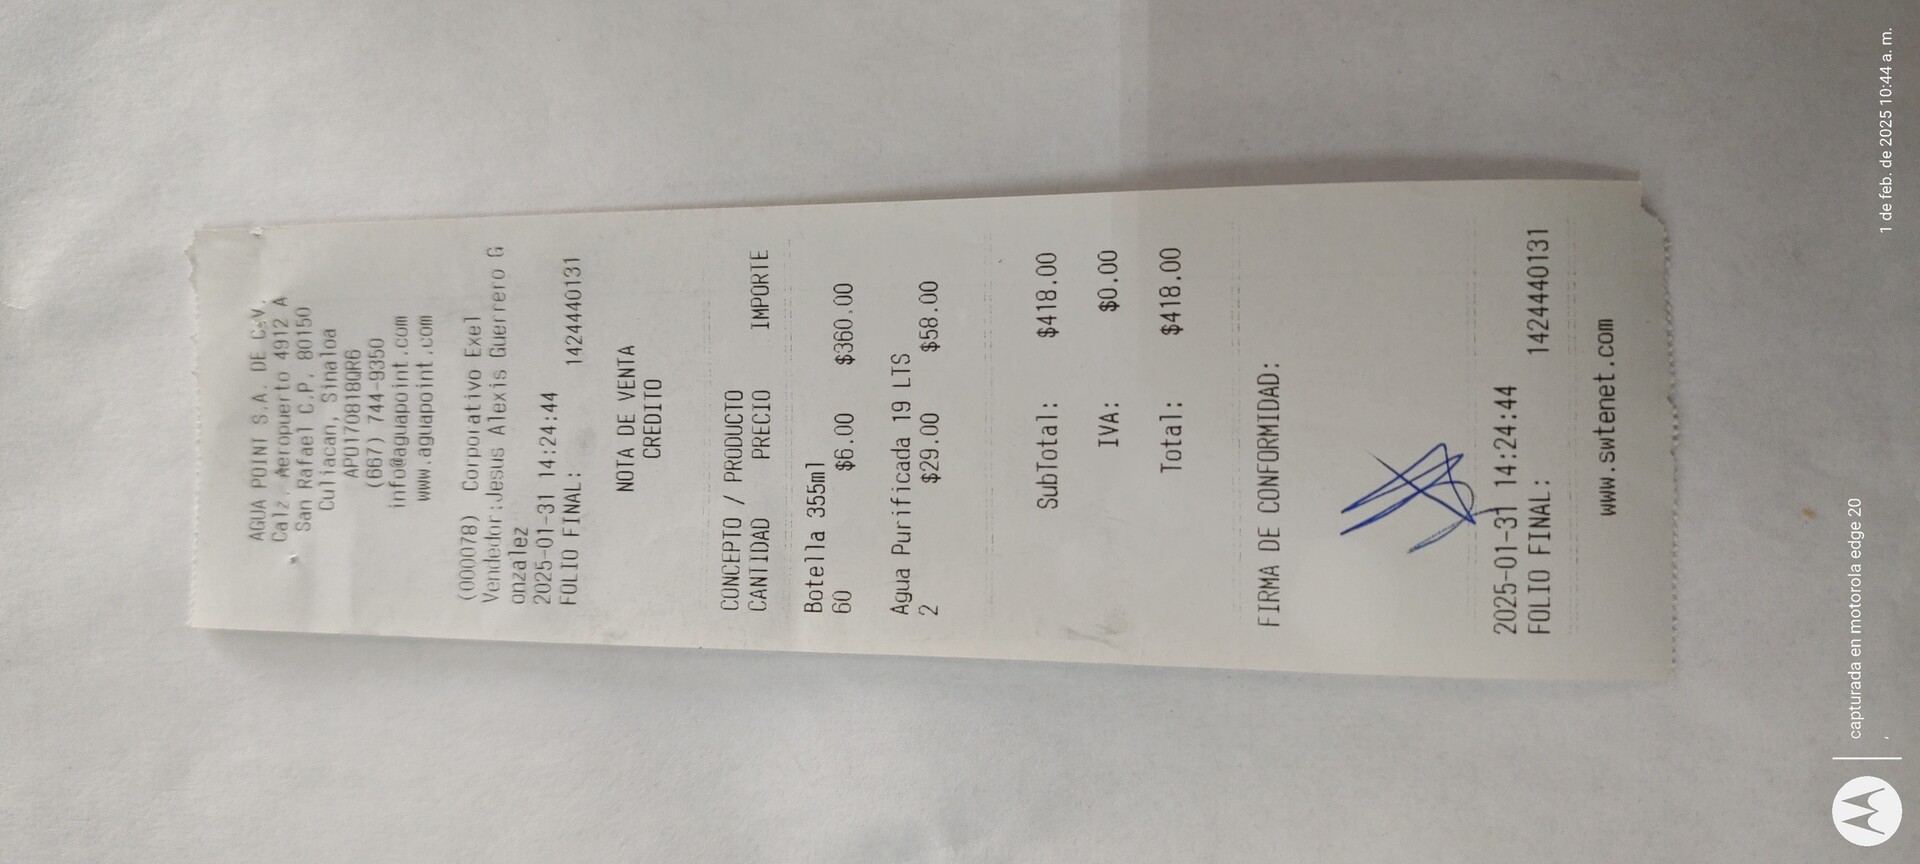 AGUA POINT S.A. DE C.V.
Calz. Aeropuerto 4912 A
San Rafael C.P. 80150
Culiacan, Sinaloa
APO170818QR6
(667) 744-9350
info@aguapoint.com
www.aguapoint.com
(000078) Corporativo Exel
Vendedor:Jesus Alexis Guerrero G
onzalez
2025-01-31 14:24:44
FOLIO FINAL: 1424440131
NOTA DE VENTA
CREDITO
CONCEPTO / PRODUCTO
CANTIDAD PRECIO IMPORTE
Botella 355ml
60 $6.00 $360.00
Agua Purificada 19 LTS
2 $29.00 $58.00
SubTotal: $418.00
IVA: $0.00
Total: $418.00
FIRMA DE CONFORMIDAD:
2025-01-31 14:24:44
FOLIO FINAL: 1424440131
www.swtenet.com
capturada en motorola edge 20
1 de feb. de 2025 10:44 a. m.